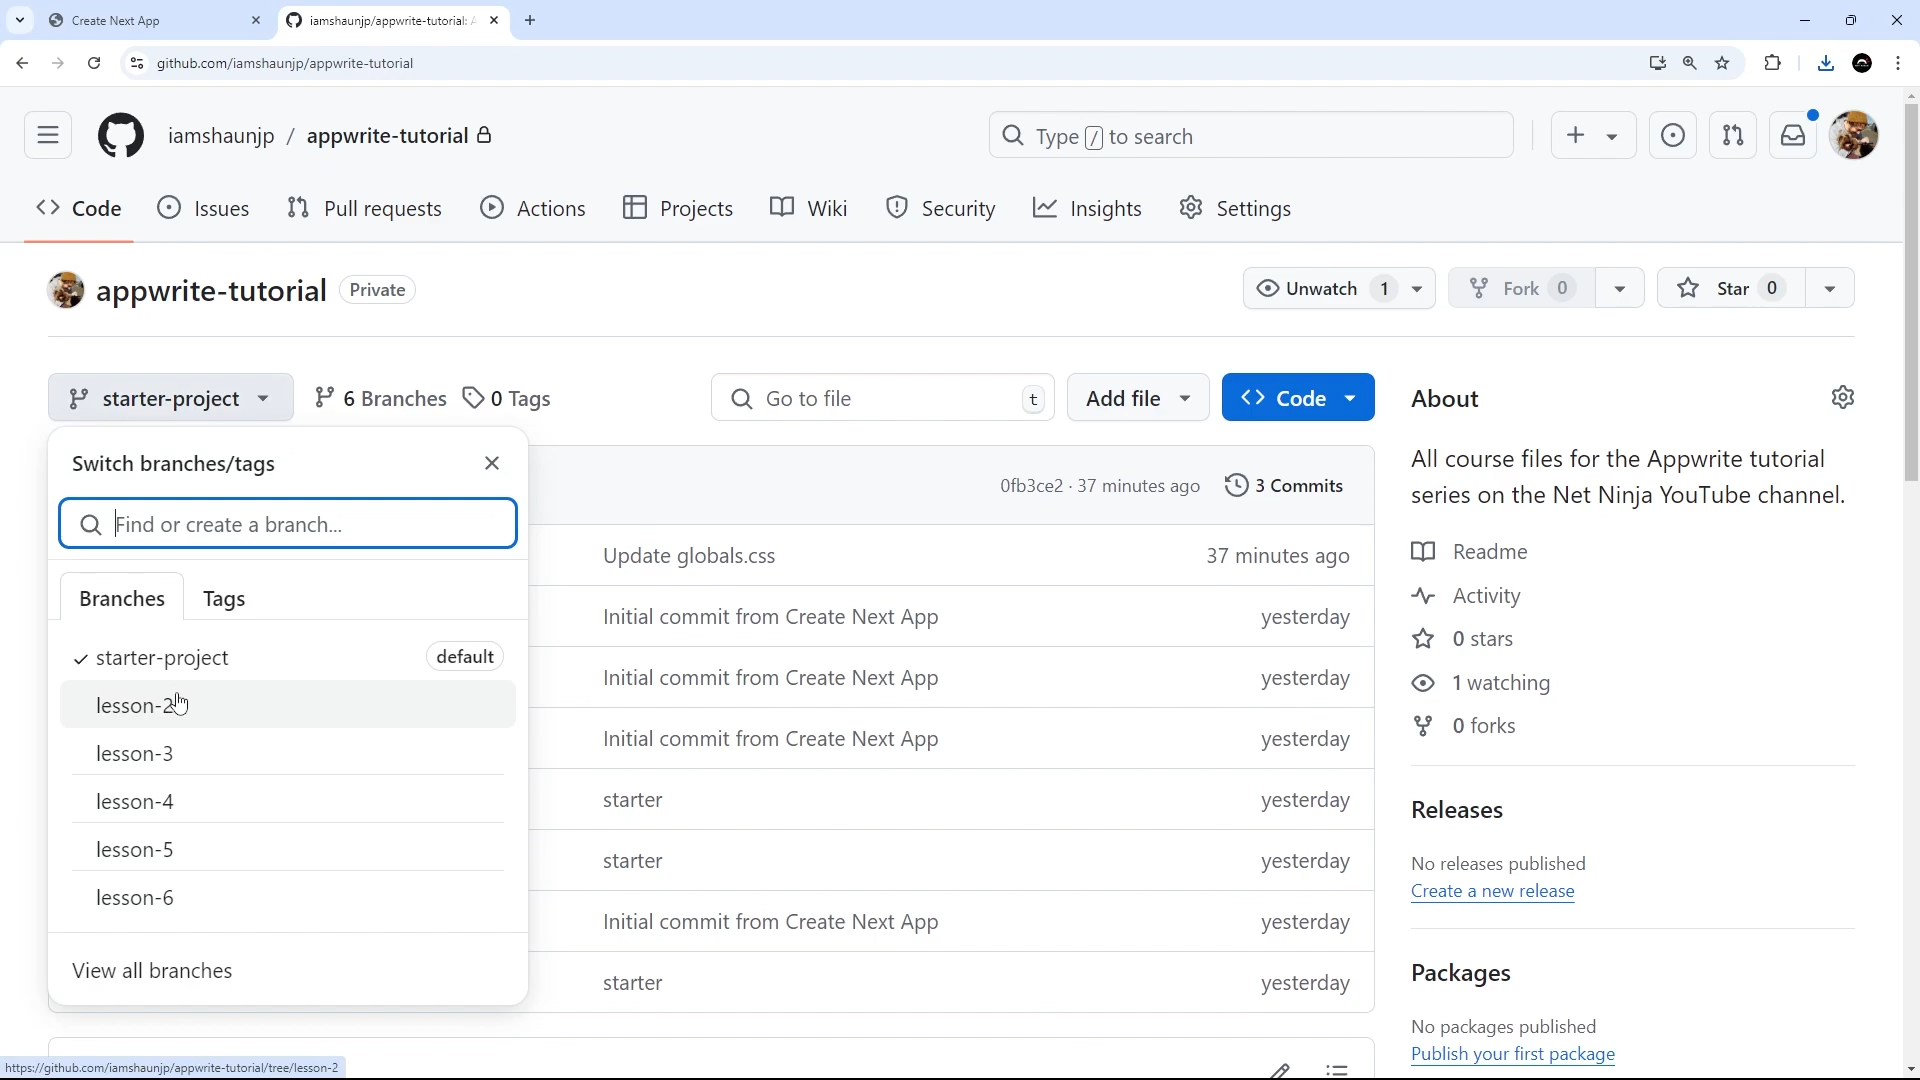 Create Next App
iamshaunjp/appwrite-tutorial: A
github.com/iamshaunjp/appwrite-tutorial
iamshaunjp / appwrite-tutorial
Type / to search
Code
Issues
Pull requests
Actions
Projects
Wiki
Security
Insights
Settings
appwrite-tutorial
Private
Unwatch 1
Fork 0
Star 0
starter-project
6 Branches
0 Tags
Go to file
t
Add file
Code
About
All course files for the Appwrite tutorial
series on the Net Ninja YouTube channel.
Readme
Activity
0 stars
1 watching
0 forks
Releases
No releases published
Create a new release
Packages
No packages published
Publish your first package
Switch branches/tags
Find or create a branch...
Branches
Tags
starter-project
default
lesson-2
lesson-3
lesson-4
lesson-5
lesson-6
View all branches
0fb3ce2 · 37 minutes ago
3 Commits
Update globals.css
37 minutes ago
Initial commit from Create Next App
yesterday
Initial commit from Create Next App
yesterday
Initial commit from Create Next App
yesterday
starter
yesterday
starter
yesterday
Initial commit from Create Next App
yesterday
starter
yesterday
https://github.com/iamshaunjp/appwrite-tutorial/tree/lesson-2